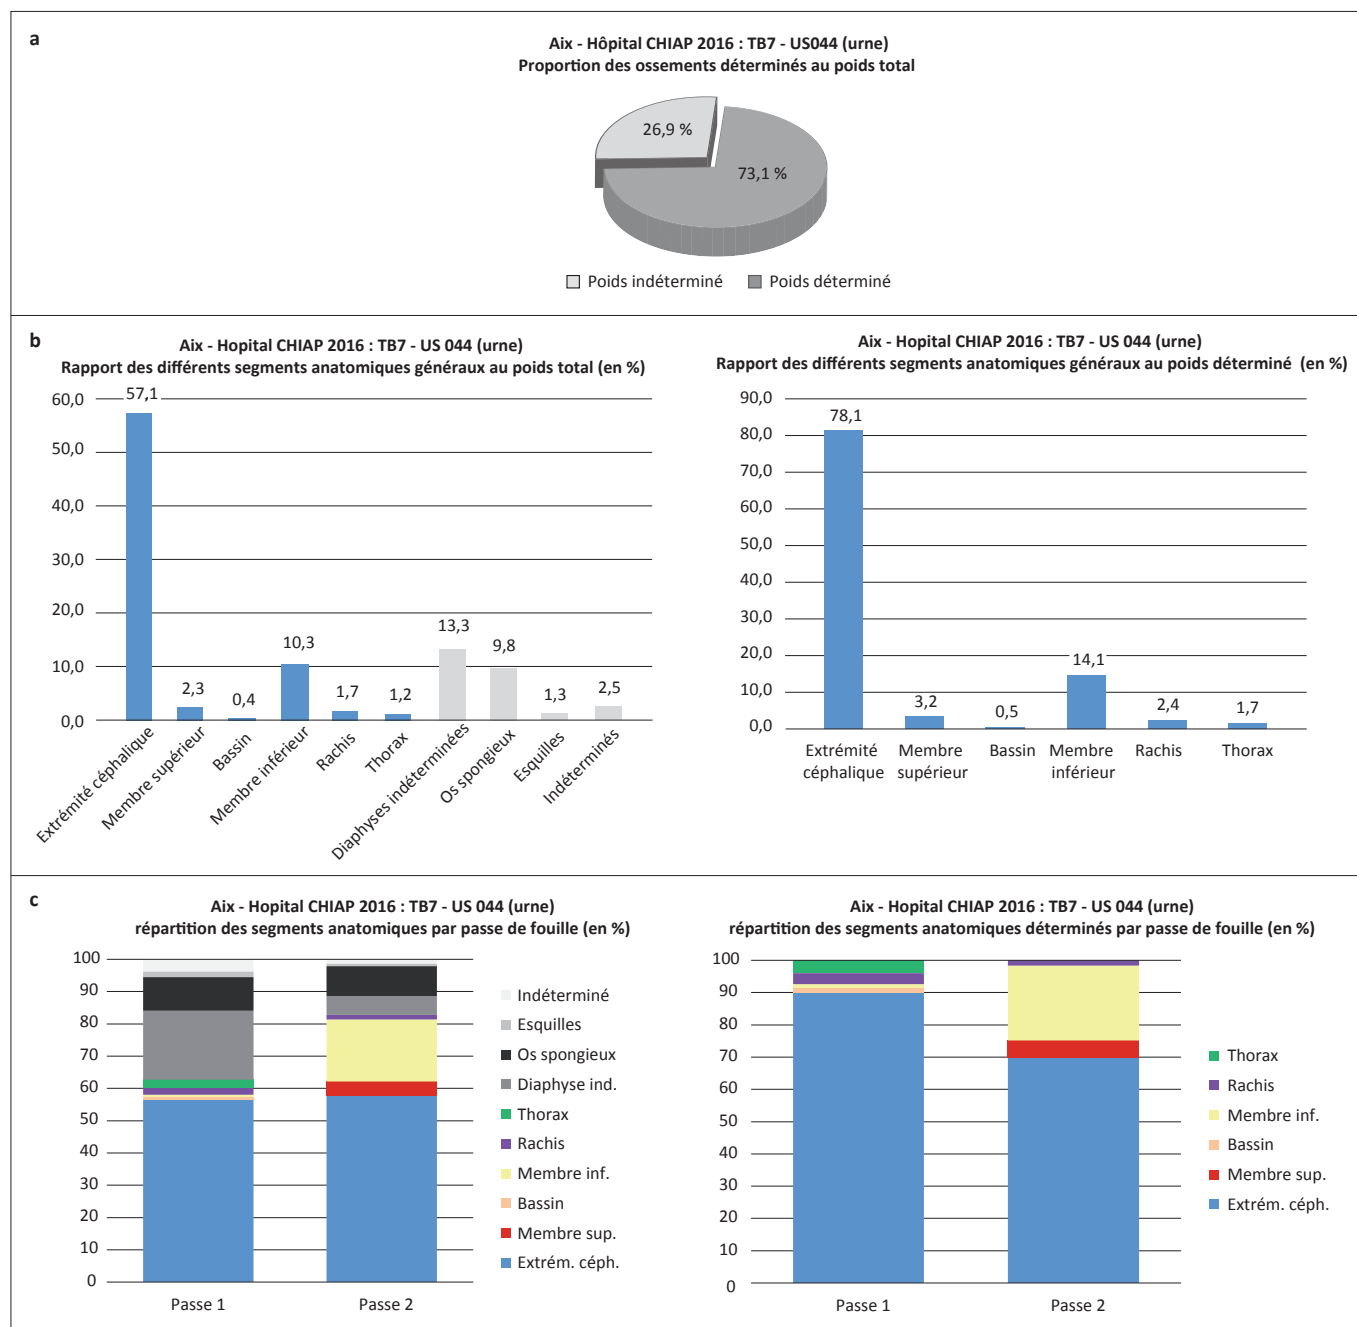 a
Aix - Hôpital CHIAP 2016 : TB7 - US044 (urne)
Proportion des ossements déterminés au poids total
26,9 %
73,1 %
Poids indéterminé
Poids déterminé
b
Aix - Hopital CHIAP 2016 : TB7 - US 044 (urne)
Rapport des différents segments anatomiques généraux au poids total (en %)
60,0
50,0
40,0
30,0
20,0
10,0
0,0
57,1
2,3
0,4
10,3
1,7
1,2
13,3
9,8
1,3
2,5
Extrémité céphalique
Membre supérieur
Bassin
Membre inférieur
Rachis
Thorax
Diaphyses indéterminées
Os spongieux
Esquilles
Indéterminés
Aix - Hopital CHIAP 2016 : TB7 - US 044 (urne)
Rapport des différents segments anatomiques généraux au poids déterminé (en %)
90,0
80,0
70,0
60,0
50,0
40,0
30,0
20,0
10,0
0,0
78,1
3,2
0,5
14,1
2,4
1,7
Extrémité
céphalique
Membre
supérieur
Bassin
Membre
inférieur
Rachis
Thorax
c
Aix - Hopital CHIAP 2016 : TB7 - US 044 (urne)
répartition des segments anatomiques par passe de fouille (en %)
100
90
80
70
60
50
40
30
20
10
0
Passe 1
Passe 2
Indéterminé
Esquilles
Os spongieux
Diaphyse ind.
Thorax
Rachis
Membre inf.
Bassin
Membre sup.
Extrém. céph.
Aix - Hopital CHIAP 2016 : TB7 - US 044 (urne)
répartition des segments anatomiques déterminés par passe de fouille (en %)
100
90
80
70
60
50
40
30
20
10
0
Passe 1
Passe 2
Thorax
Rachis
Membre inf.
Bassin
Membre sup.
Extrém. céph.